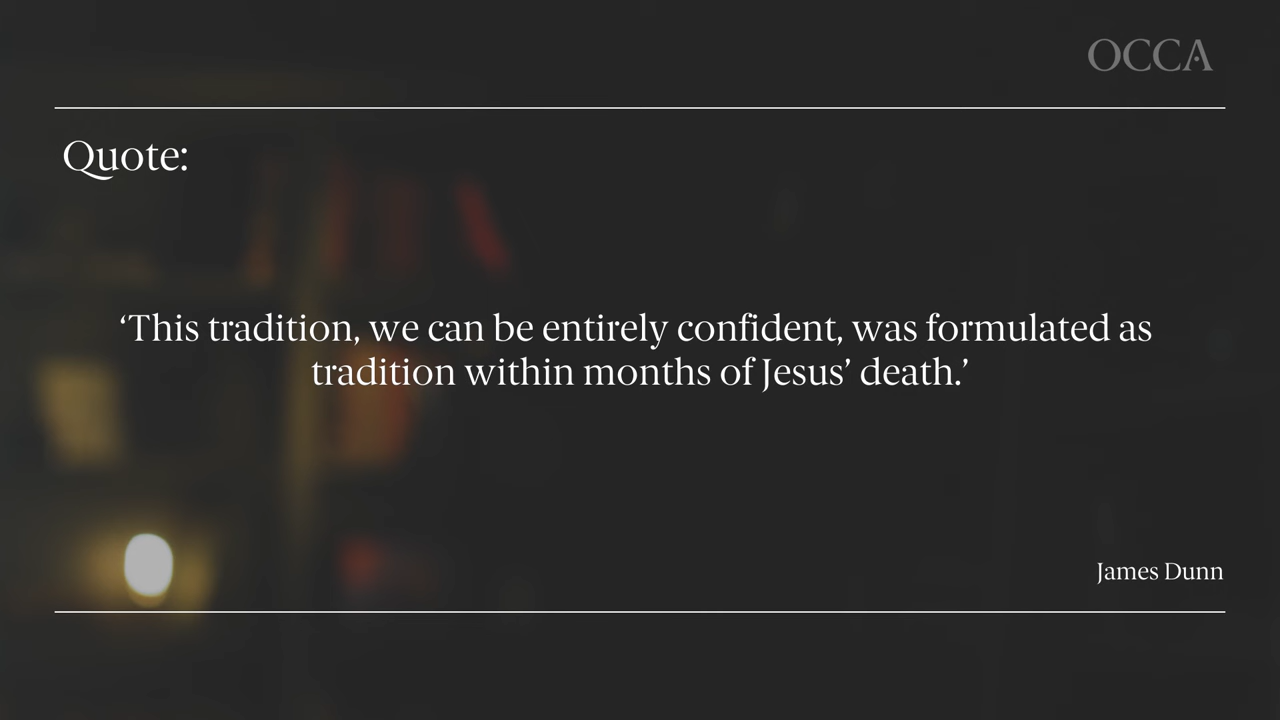 OCCA
Quote:
‘This tradition, we can be entirely confident, was formulated as
tradition within months of Jesus’ death.’
James Dunn